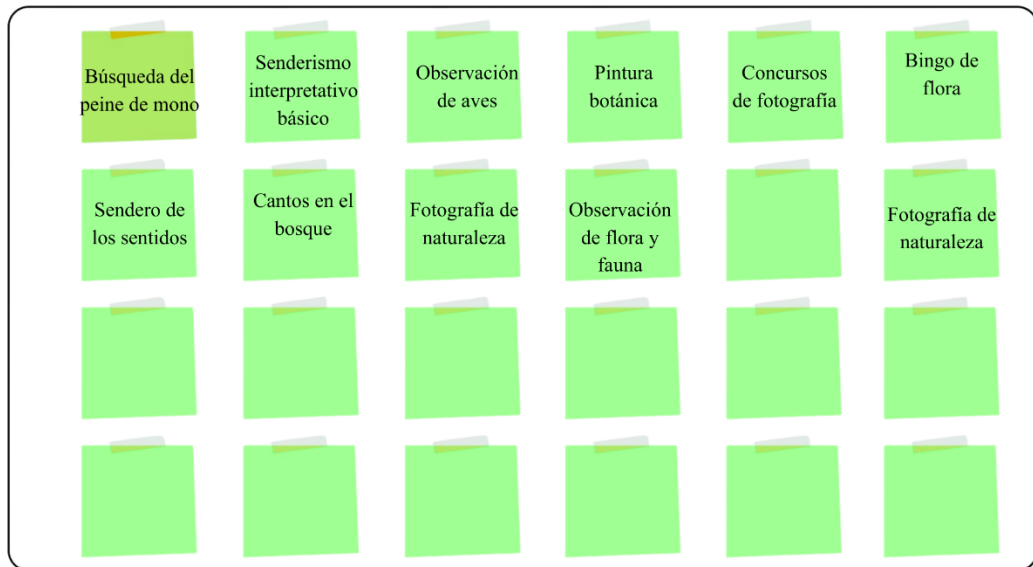 Búsqueda del
peine de mono
Senderismo
interpretativo
básico
Observación
de aves
Pintura
botánica
Concursos
de fotografía
Bingo de
flora
Sendero de
los sentidos
Cantos en el
bosque
Fotografía de
naturaleza
Observación
de flora y
fauna
Fotografía de
naturaleza